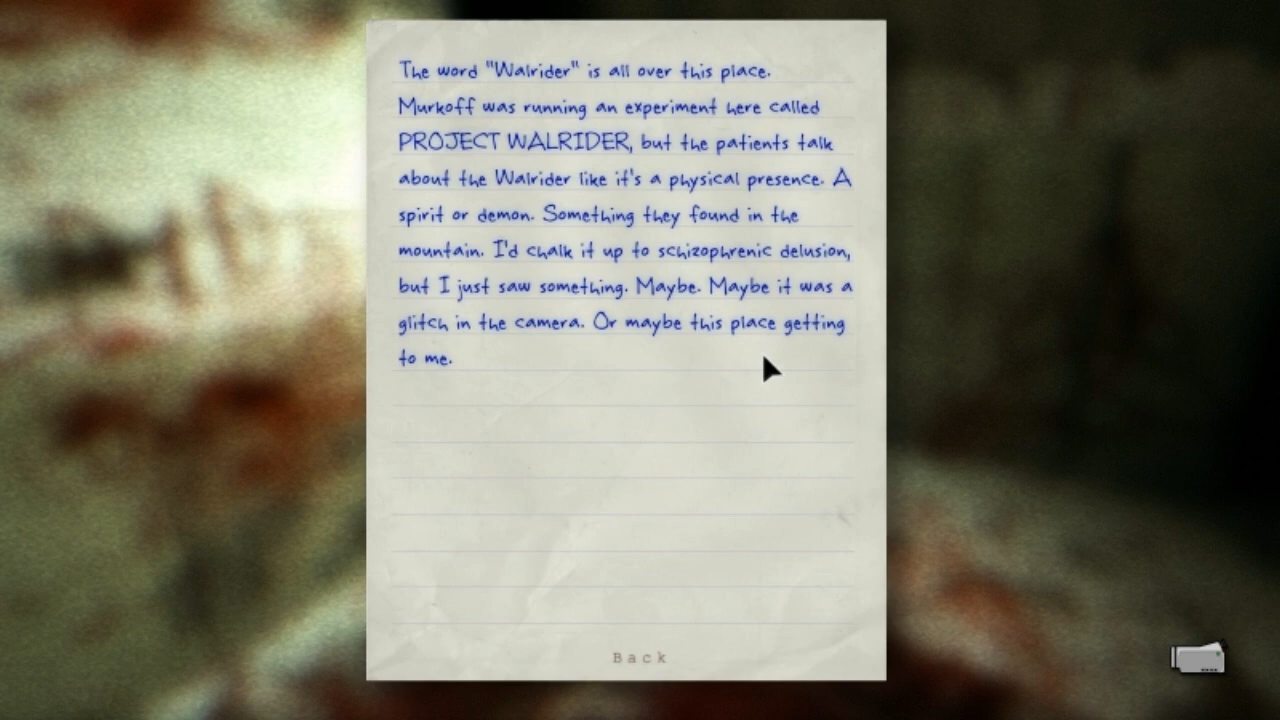 The word "Walrider" is all over this place.
Murkoff was running an experiment here called
PROJECT WALRIDER, but the patients talk
about the Walrider like it's a physical presence. A
spirit or demon. Something they found in the
mountain. I'd chalk it up to schizophrenic delusion,
but I just saw something. Maybe. Maybe it was a
glitch in the camera. Or maybe this place getting
to me.
Back